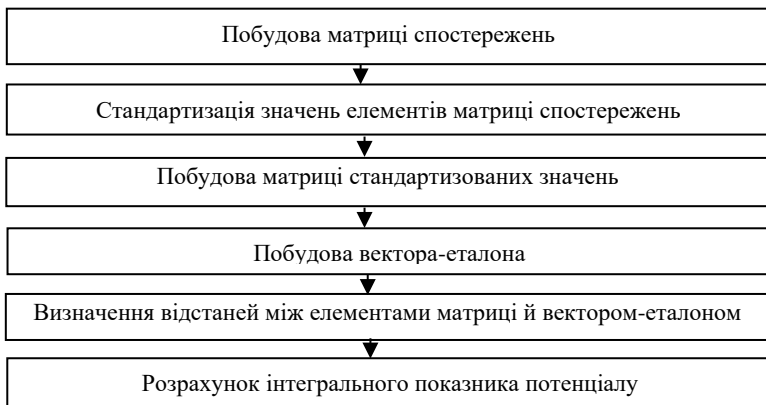 Побудова матриці спостережень
Стандартизація значень елементів матриці спостережень
Побудова матриці стандартизованих значень
Побудова вектора-еталона
Визначення відстаней між елементами матриці й вектором-еталоном
Розрахунок інтегрального показника потенціалу